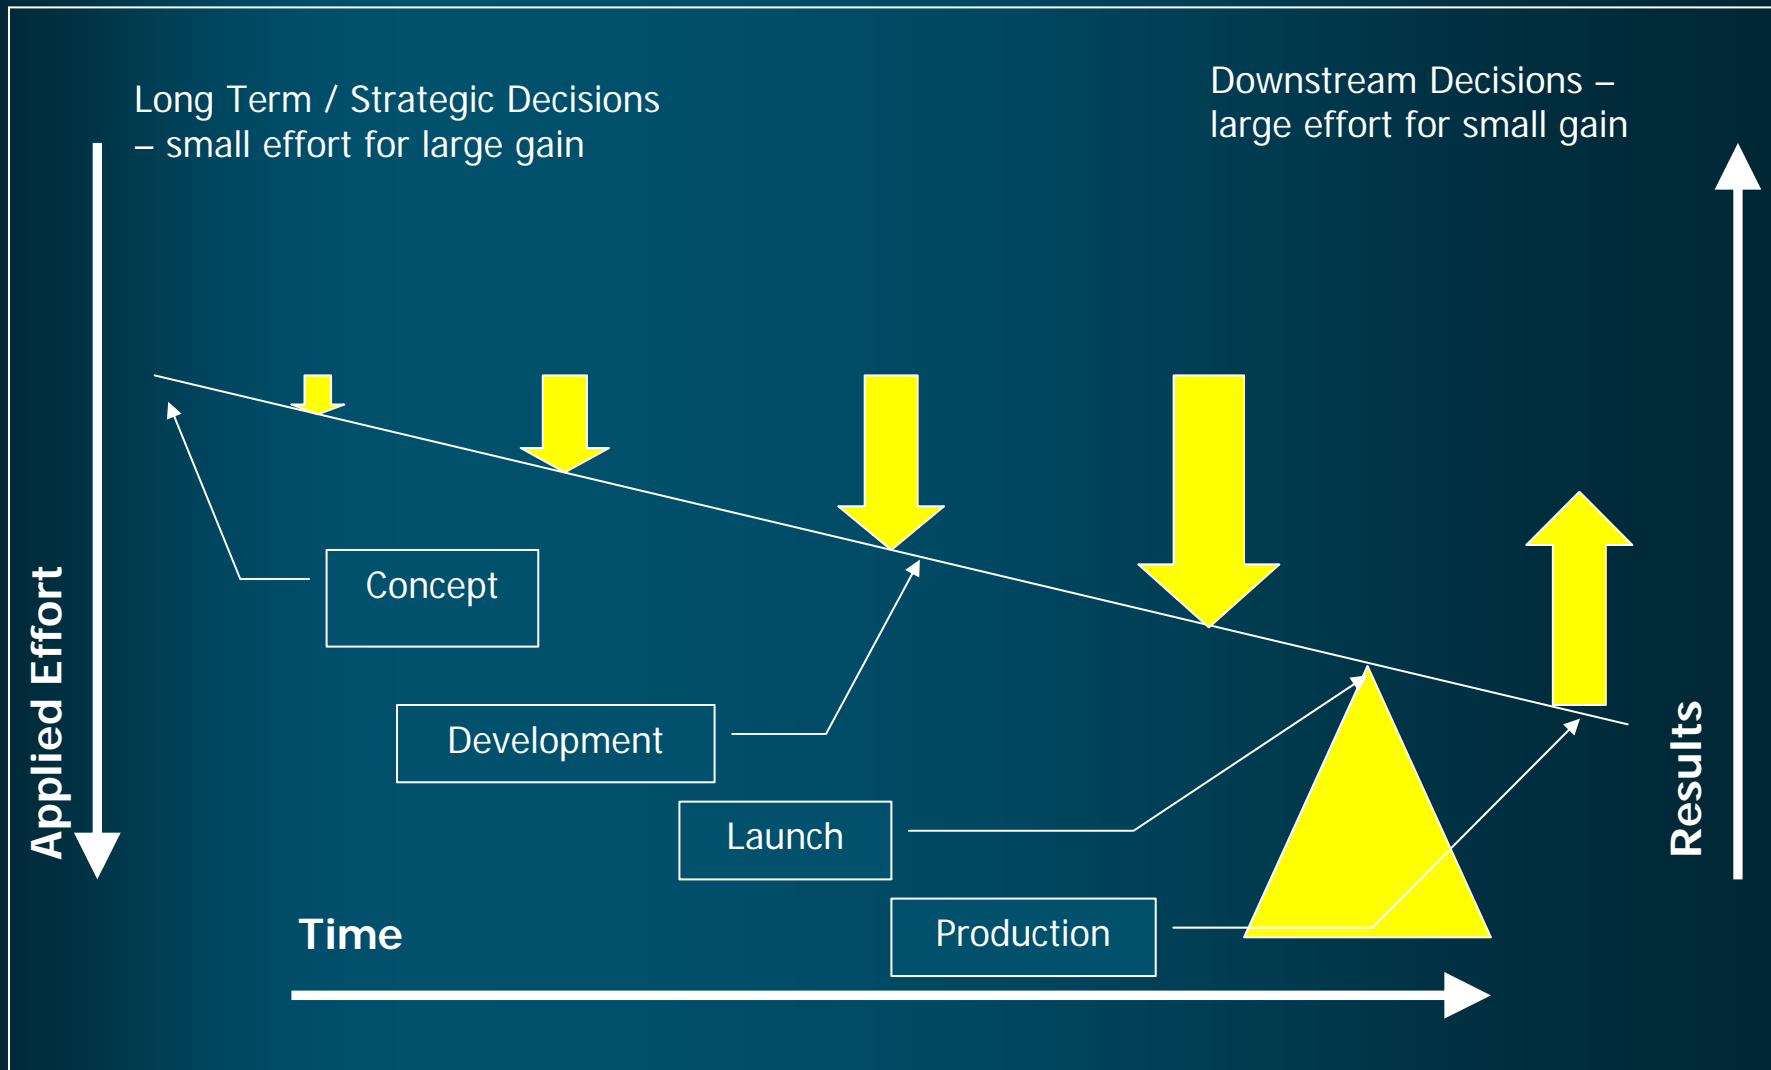 Long Term / Strategic Decisions
– small effort for large gain
Downstream Decisions –
large effort for small gain
Applied Effort
Concept
Development
Launch
Production
Results
Time